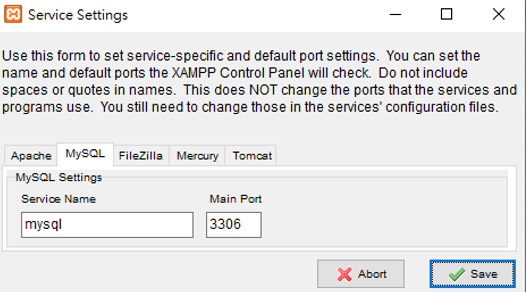 Service Settings
Use this form to set service-specific and default port settings. You can set the
name and default ports the XAMPP Control Panel will check. Do not include
spaces or quotes in names. This does NOT change the ports that the services and
programs use. You still need to change those in the services' configuration files.
Apache MySQL FileZilla Mercury Tomcat
MySQL Settings
Service Name Main Port
mysql 3306
Abort Save